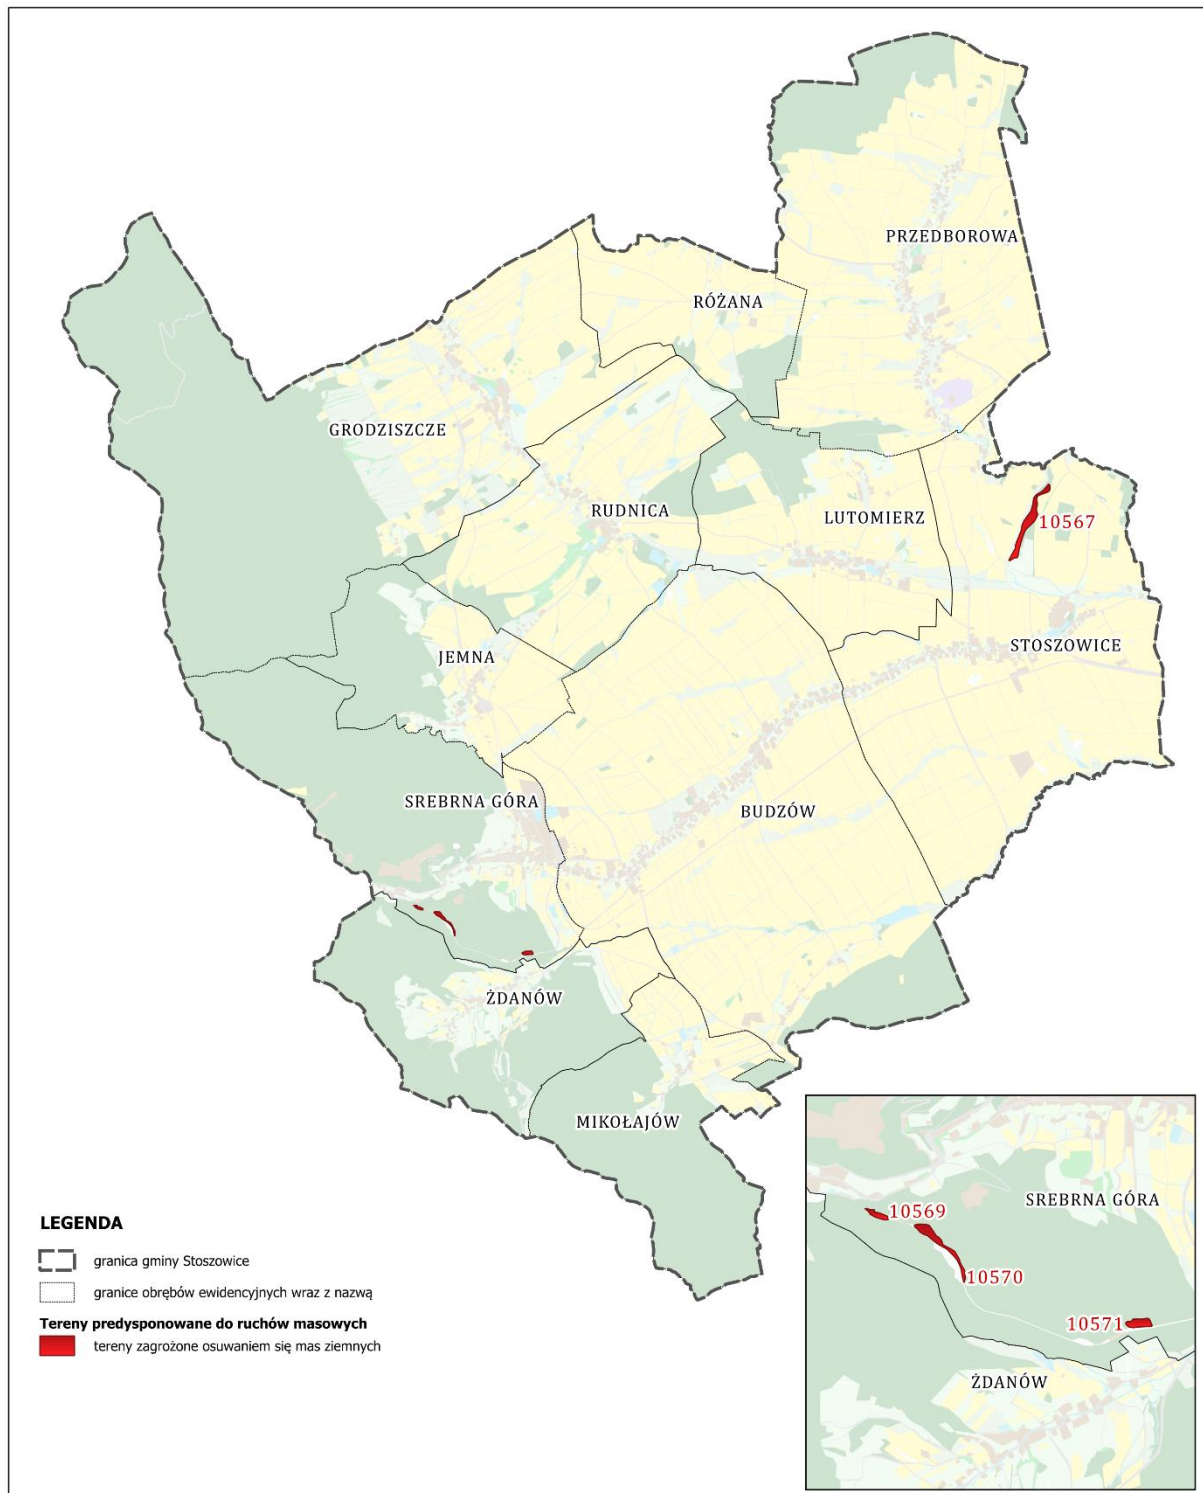 PRZEDBOROWA
RÓŻANA
GRODZISZCZE
RUDNICA
LUTOMIERZ
10567
STOSZOWICE
JEMNA
SREBRNA GÓRA
BUDZÓW
ŻDANÓW
MIKOŁAJÓW
LEGENDA
granica gminy Stoszowice
granice obrębów ewidencyjnych wraz z nazwą
Tereny predysponowane do ruchów masowych
tereny zagrożone osuwaniem się mas ziemnych
SREBRNA GÓRA
10569
10570
10571
ŻDANÓW